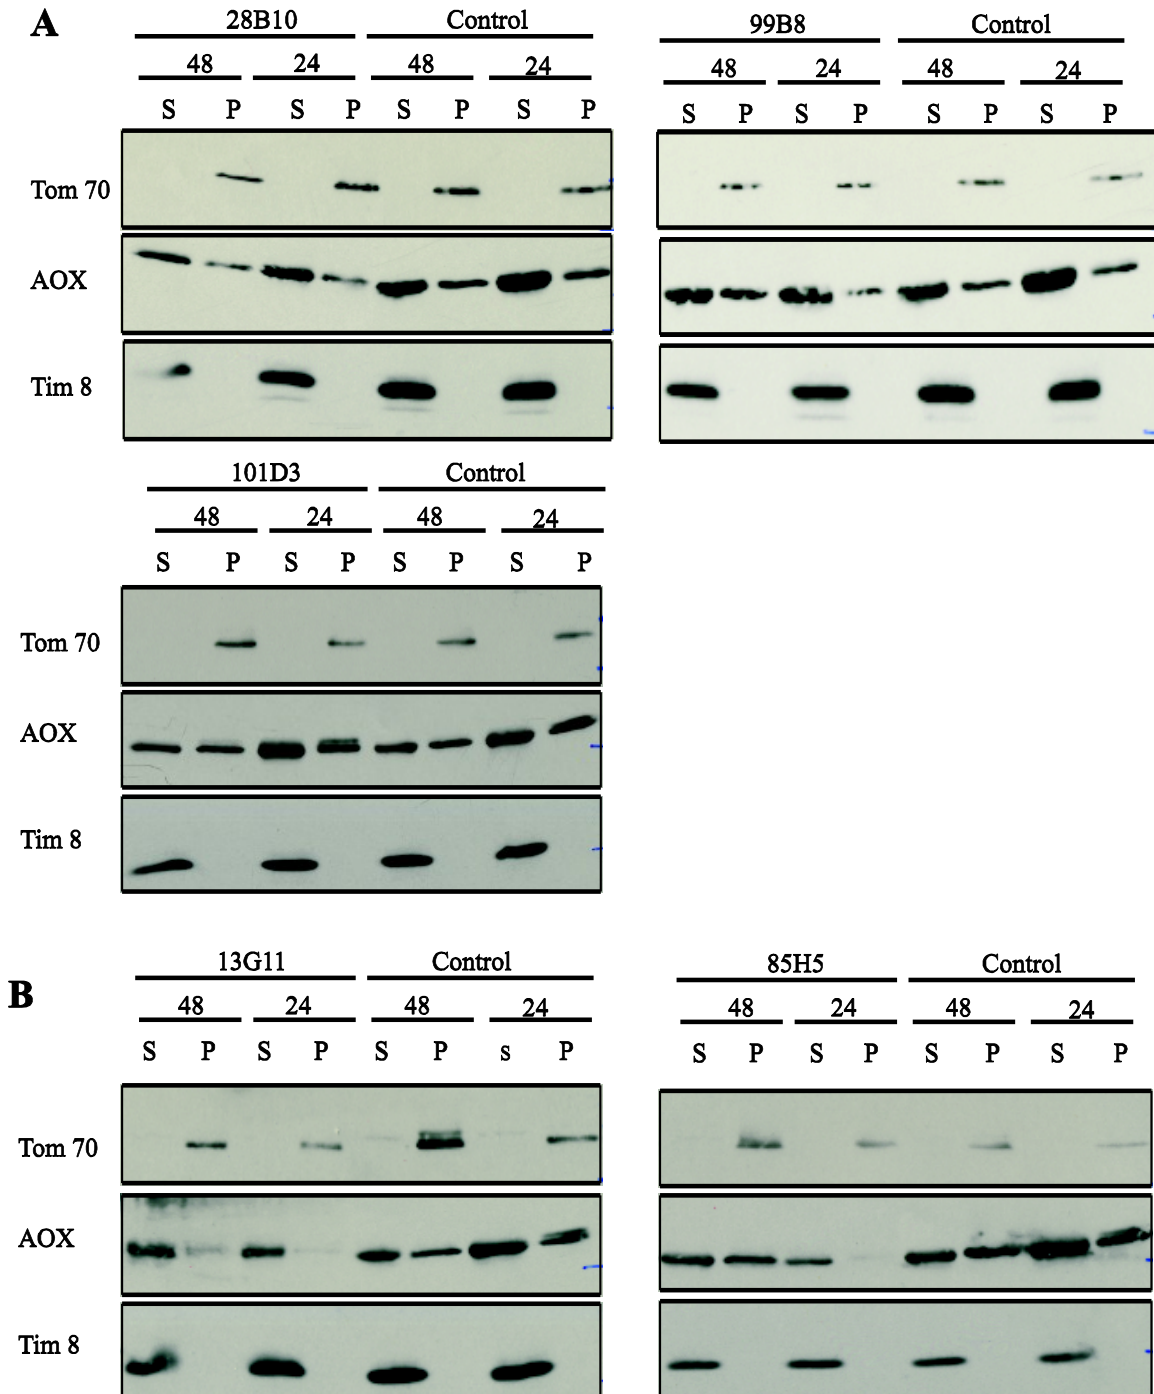 A
28B10 Control
48 24 48 24
S P S P S P S P
Tom 70
AOX
Tim 8
99B8 Control
48 24 48 24
S P S P S P S P
101D3 Control
48 24 48 24
S P S P S P S P
Tom 70
AOX
Tim 8
B
13G11 Control
48 24 48 24
S P S P S P s P
Tom 70
AOX
Tim 8
85H5 Control
48 24 48 24
S P S P S P S P